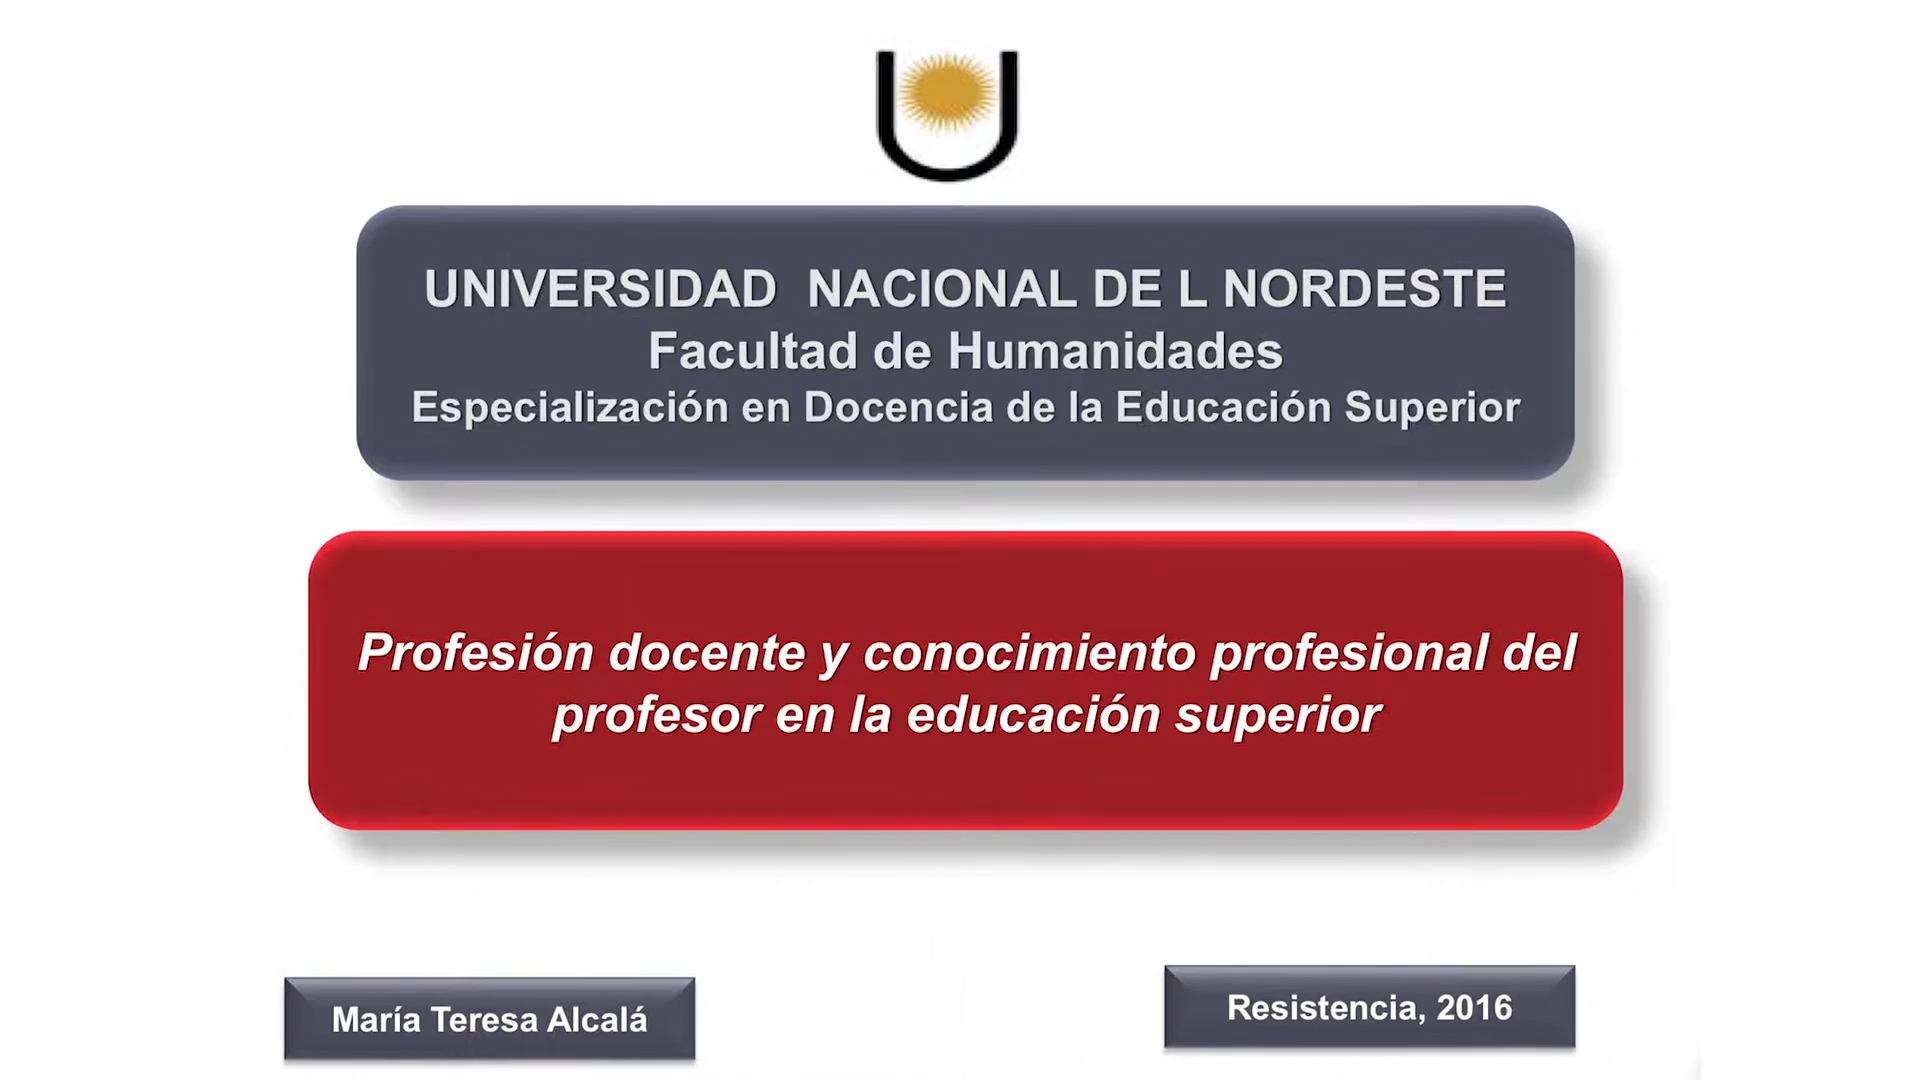 UNIVERSIDAD  NACIONAL DE L NORDESTE
Facultad de Humanidades
Especialización en Docencia de la Educación Superior
Profesión docente y conocimiento profesional del
profesor en la educación superior
María Teresa Alcalá
Resistencia, 2016